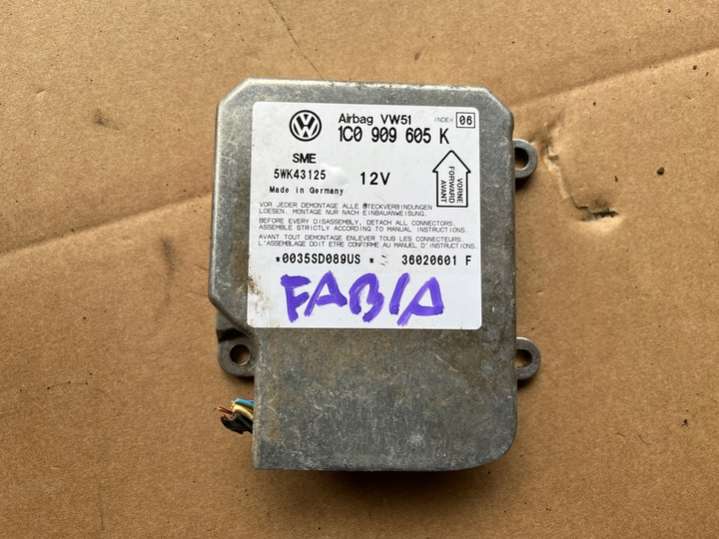 Airbag VW51 INDEX 06
1C0 909 605 K
SME
5WK43125 12V
Made in Germany
VORNE
FORWARD
AVANT
VOR JEDER DEMONTAGE ALLE STECKVERBINDUNGEN
LOESEN, MONTAGE NUR NACH EINBAUANWEISUNG.
BEFORE EVERY DISASSEMBLY, DETACH ALL CONNECTORS.
ASSEMBLE STRICTLY ACCORDING TO MANUAL INSTRUCTIONS.
AVANT TOUT DEMONTAGE ENLEVER TOUS LES CONNECTEURS.
L'ASSEMBLAGE DOIT ETRE CONFORME AU MANUEL D'INSTRUCTIONS.
*0035SD089US * 36020601 F
FABIA